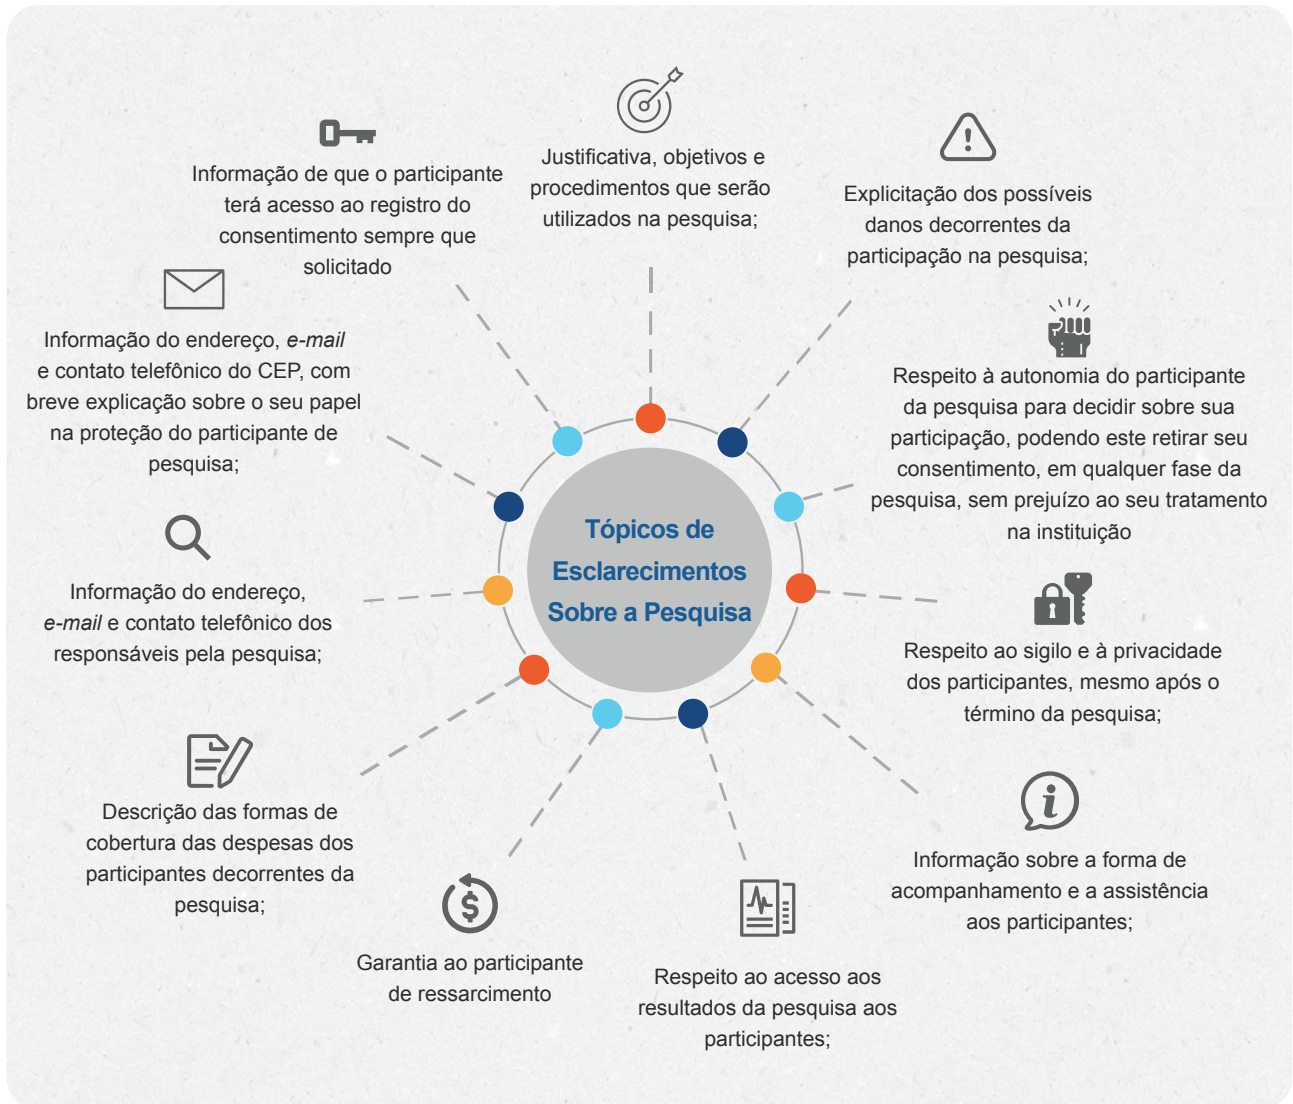 Justificativa, objetivos e
procedimentos que serão
utilizados na pesquisa;
Explicitação dos possíveis
danos decorrentes da
participação na pesquisa;
Respeito à autonomia do participante
da pesquisa para decidir sobre sua
participação, podendo este retirar seu
consentimento, em qualquer fase da
pesquisa, sem prejuízo ao seu tratamento
na instituição
Respeito ao sigilo e à privacidade
dos participantes, mesmo após o
término da pesquisa;
Informação sobre a forma de
acompanhamento e a assistência
aos participantes;
Respeito ao acesso aos
resultados da pesquisa aos
participantes;
Garantia ao participante
de ressarcimento
Descrição das formas de
cobertura das despesas dos
participantes decorrentes da
pesquisa;
Informação do endereço,
e-mail e contato telefônico dos
responsáveis pela pesquisa;
Informação do endereço, e-mail
e contato telefônico do CEP, com
breve explicação sobre o seu papel
na proteção do participante de
pesquisa;
Informação de que o participante
terá acesso ao registro do
consentimento sempre que
solicitado
Tópicos de
Esclarecimentos
Sobre a Pesquisa